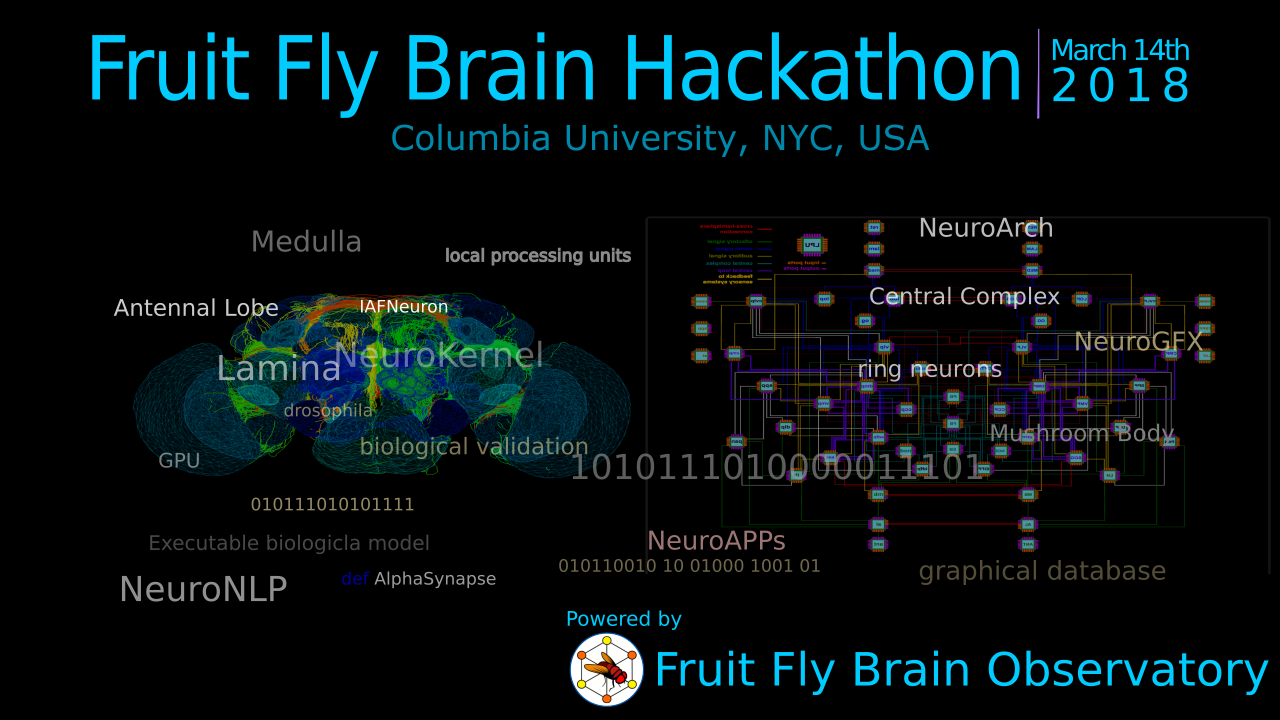 Fruit Fly Brain Hackathon
March 14th
2018
Columbia University, NYC, USA
Medulla
local processing units
NeuroArch
Antennal Lobe
IAFNeuron
Central Complex
NeuroKernel
Lamina
NeuroGFX
ring neurons
drosophila
biological validation
Mushroom Body
GPU
1010111010000011101
010111010101111
Executable biologicla model
NeuroAPPs
010110010 10 01000 1001 01
graphical database
NeuroNLP
def AlphaSynapse
Powered by
Fruit Fly Brain Observatory